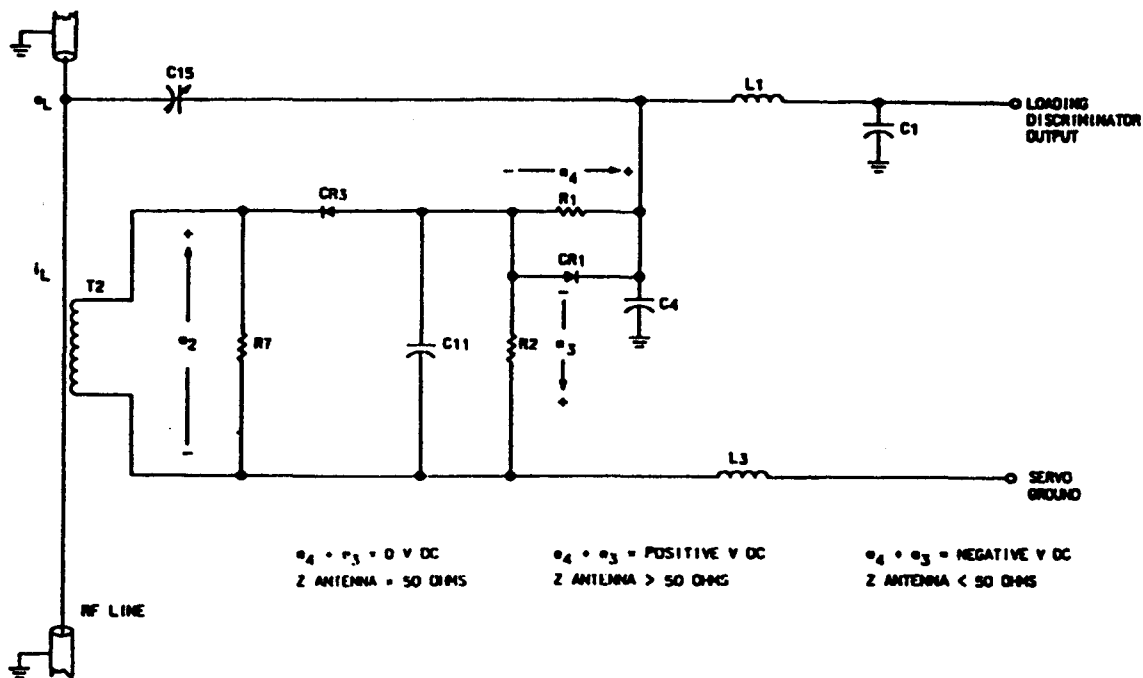 C15
eL
L1
LOADING
DISCRIMINATOR
OUTPUT
C1
- e4 +
CR3
R1
iL
T2
+
CR1
-
C4
e2
R7
C11
R2
e3
+
-
L3
SERVO
GROUND
e4 + e3 = 0 V DC
Z ANTENNA = 50 OHMS
e4 + e3 = POSITIVE V DC
Z ANTENNA > 50 OHMS
e4 + e3 = NEGATIVE V DC
Z ANTENNA < 50 OHMS
RF LINE